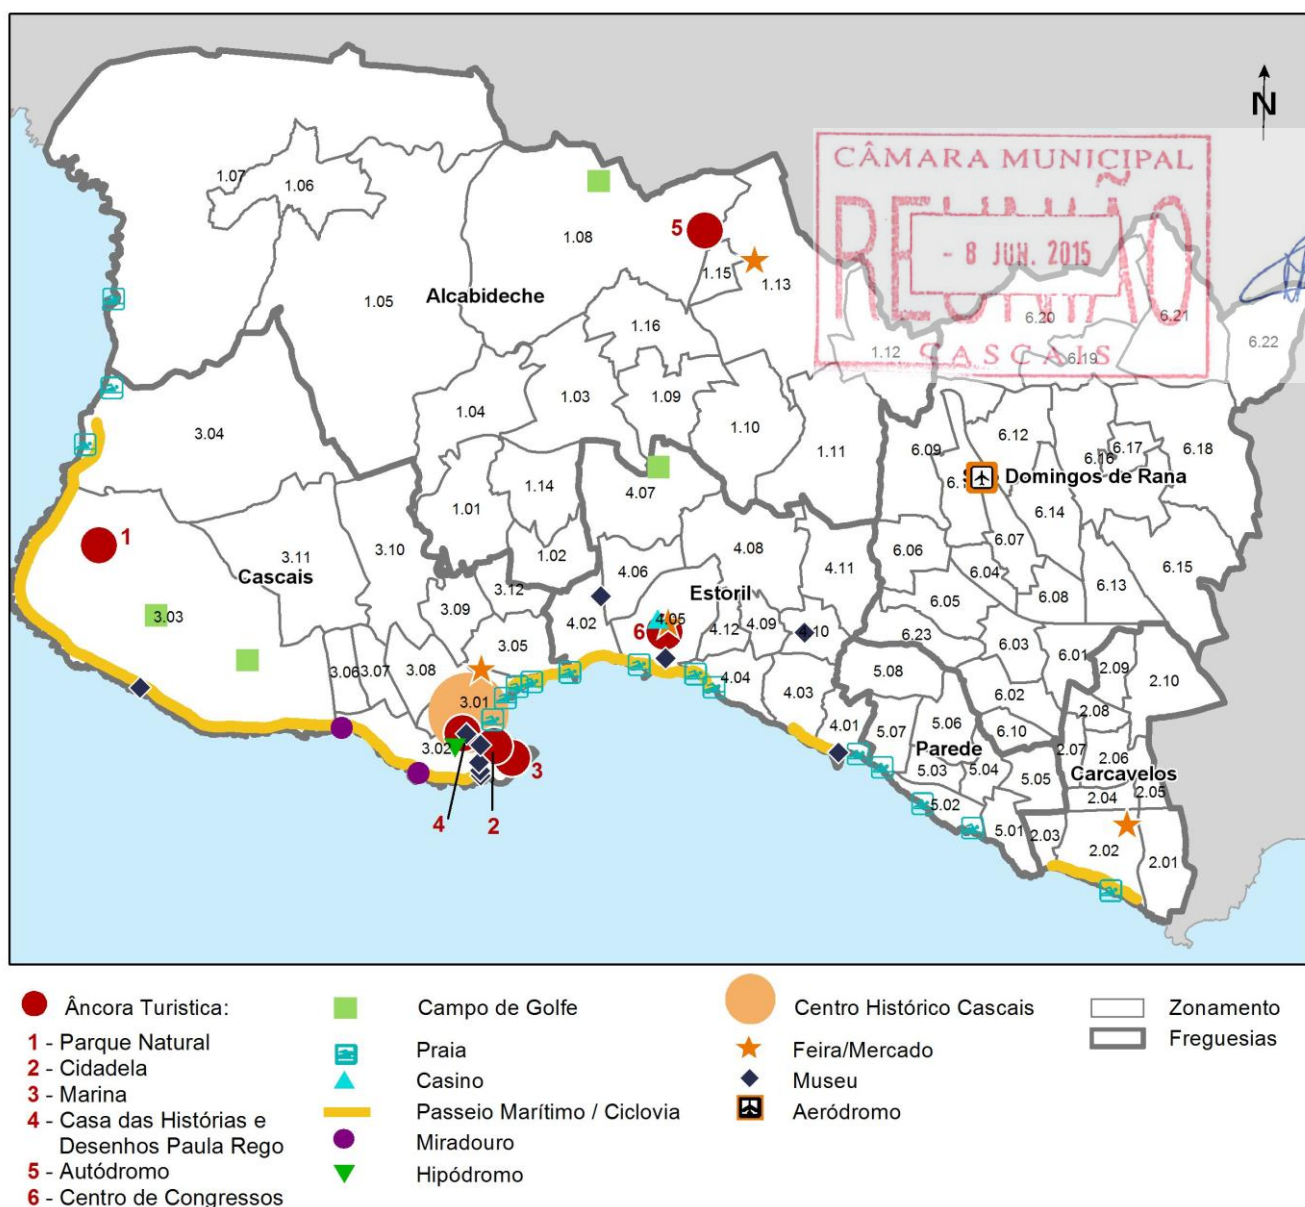 N
CÂMARA MUNICIPAL
REUNIÃO
- 8 JUN. 2015
CASCAIS
1.07
1.06
1.08
5
1.15
1.13
1.05
Alcabideche
1.16
6.20
6.21
1.12
6.19
6.22
1.04
1.03
1.09
1.10
1.11
3.04
6.09
6.12
6.16
6.17
6.18
Domingos de Rana
4.07
1.14
1.01
1.02
6.14
6.07
1
3.11
3.10
Cascais
4.08
4.11
6.06
6.04
6.15
6.13
6.08
6.05
4.06
Estoril
3.12
3.09
3.03
4.02
4.05
6
4.12
4.09
4.10
6.23
6.03
6.01
3.05
3.06
3.07
3.08
4.04
4.03
5.08
2.09
2.10
6.02
3.01
3.02
4.01
5.07
5.06
6.10
2.08
2.07
Parede
2.06
5.03
5.04
5.05
Carcavelos
2.05
2.04
3
5.02
5.01
2.03
2.02
2.01
4
2
Âncora Turistica:
1 - Parque Natural
2 - Cidadela
3 - Marina
4 - Casa das Histórias e
Desenhos Paula Rego
5 - Autódromo
6 - Centro de Congressos
Campo de Golfe
Praia
Casino
Passeio Marítimo / Ciclovia
Miradouro
Hipódromo
Centro Histórico Cascais
Feira/Mercado
Museu
Aeródromo
Zonamento
Freguesias